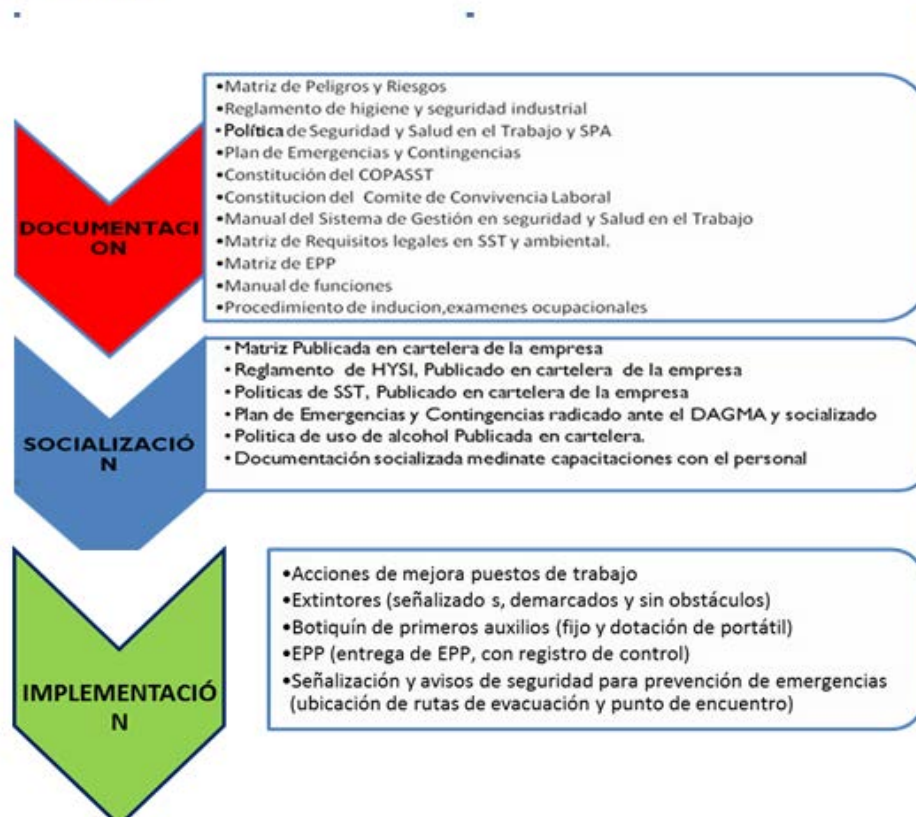 •Matriz de Peligros y Riesgos
•Reglamento de higiene y seguridad industrial
•Política de Seguridad y Salud en el Trabajo y SPA
•Plan de Emergencias y Contingencias
•Constitución del COPASST
•Constitucion del Comite de Convivencia Laboral
•Manual del Sistema de Gestión en seguridad y Salud en el Trabajo
•Matriz de Requisitos legales en SST y ambiental.
•Matriz de EPP
•Manual de funciones
•Procedimiento de inducion,examenes ocupacionales
DOCUMENTACI
ON
• Matriz Publicada en cartelera de la empresa
• Reglamento de HYSI, Publicado en cartelera de la empresa
• Politicas de SST, Publicado en cartelera de la empresa
• Plan de Emergencias y Contingencias radicado ante el DAGMA y socializado
• Politica de uso de alcohol Publicada en cartelera.
• Documentación socializada medinate capacitaciones con el personal
SOCIALIZACIÓ
N
•Acciones de mejora puestos de trabajo
•Extintores (señalizado s, demarcados y sin obstáculos)
•Botiquín de primeros auxilios (fijo y dotación de portátil)
•EPP (entrega de EPP, con registro de control)
•Señalización y avisos de seguridad para prevención de emergencias
(ubicación de rutas de evacuación y punto de encuentro)
IMPLEMENTACIÓ
N